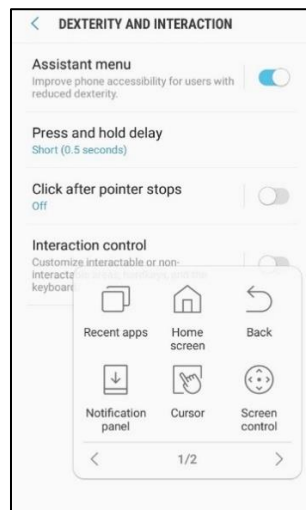 DEXTERITY AND INTERACTION
Assistant menu
Improve phone accessibility for users with
reduced dexterity.
Press and hold delay
Short (0.5 seconds)
Click after pointer stops
Off
Interaction control
Customize interactable or non-
keyboard
Recent apps
Home
screen
Back
Notification
panel
Cursor
Screen
control
1/2